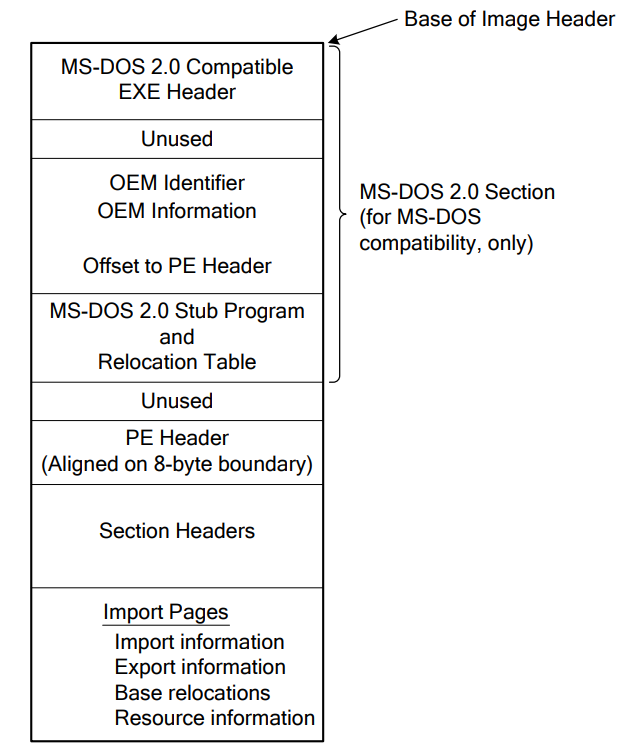 Base of Image Header
MS-DOS 2.0 Compatible
EXE Header
Unused
OEM Identifier
OEM Information
Offset to PE Header
MS-DOS 2.0 Section
(for MS-DOS
compatibility, only)
MS-DOS 2.0 Stub Program
and
Relocation Table
Unused
PE Header
(Aligned on 8-byte boundary)
Section Headers
Import Pages
Import information
Export information
Base relocations
Resource information